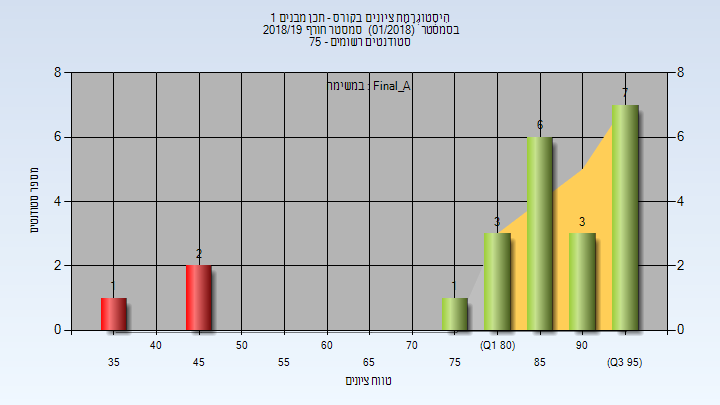 היסטוגרמת ציונים בקורס - תכן מבנים 1
בסמסטר (01/2018) סמסטר חורף 2018/19
סטודנטים רשומים - 75
במשימה : Final_A
8 8
7
6 6 6
מספר סטודנטים
4 4
3 3
2 2 2
1 1
0 0
40 50 60 70 (Q1 80) 90
35 45 55 65 75 85 (Q3 95)
טווח ציונים